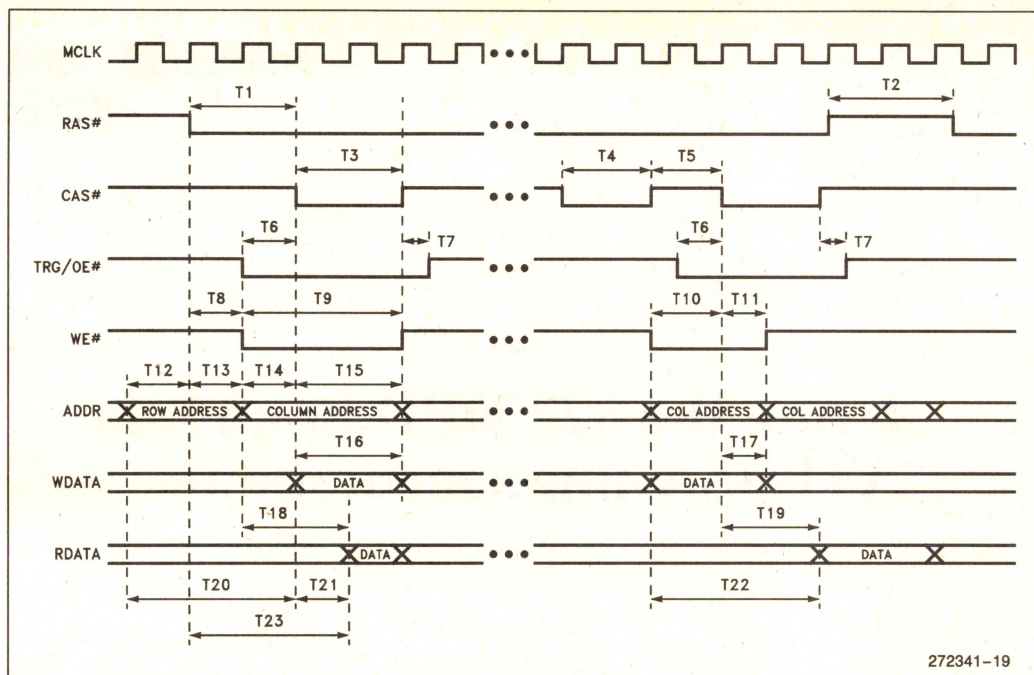 MCLK
T1 T2
RAS#
T3 T4 T5
CAS#
T6 T7 T6 T7
TRG/OE#
T8 T9 T10 T11
WE#
T12 T13 T14 T15
ADDR ROW ADDRESS COLUMN ADDRESS COL ADDRESS COL ADDRESS
T16 T17
WDATA DATA DATA
T18 T19
RDATA DATA DATA
T20 T21 T22
T23
272341-19